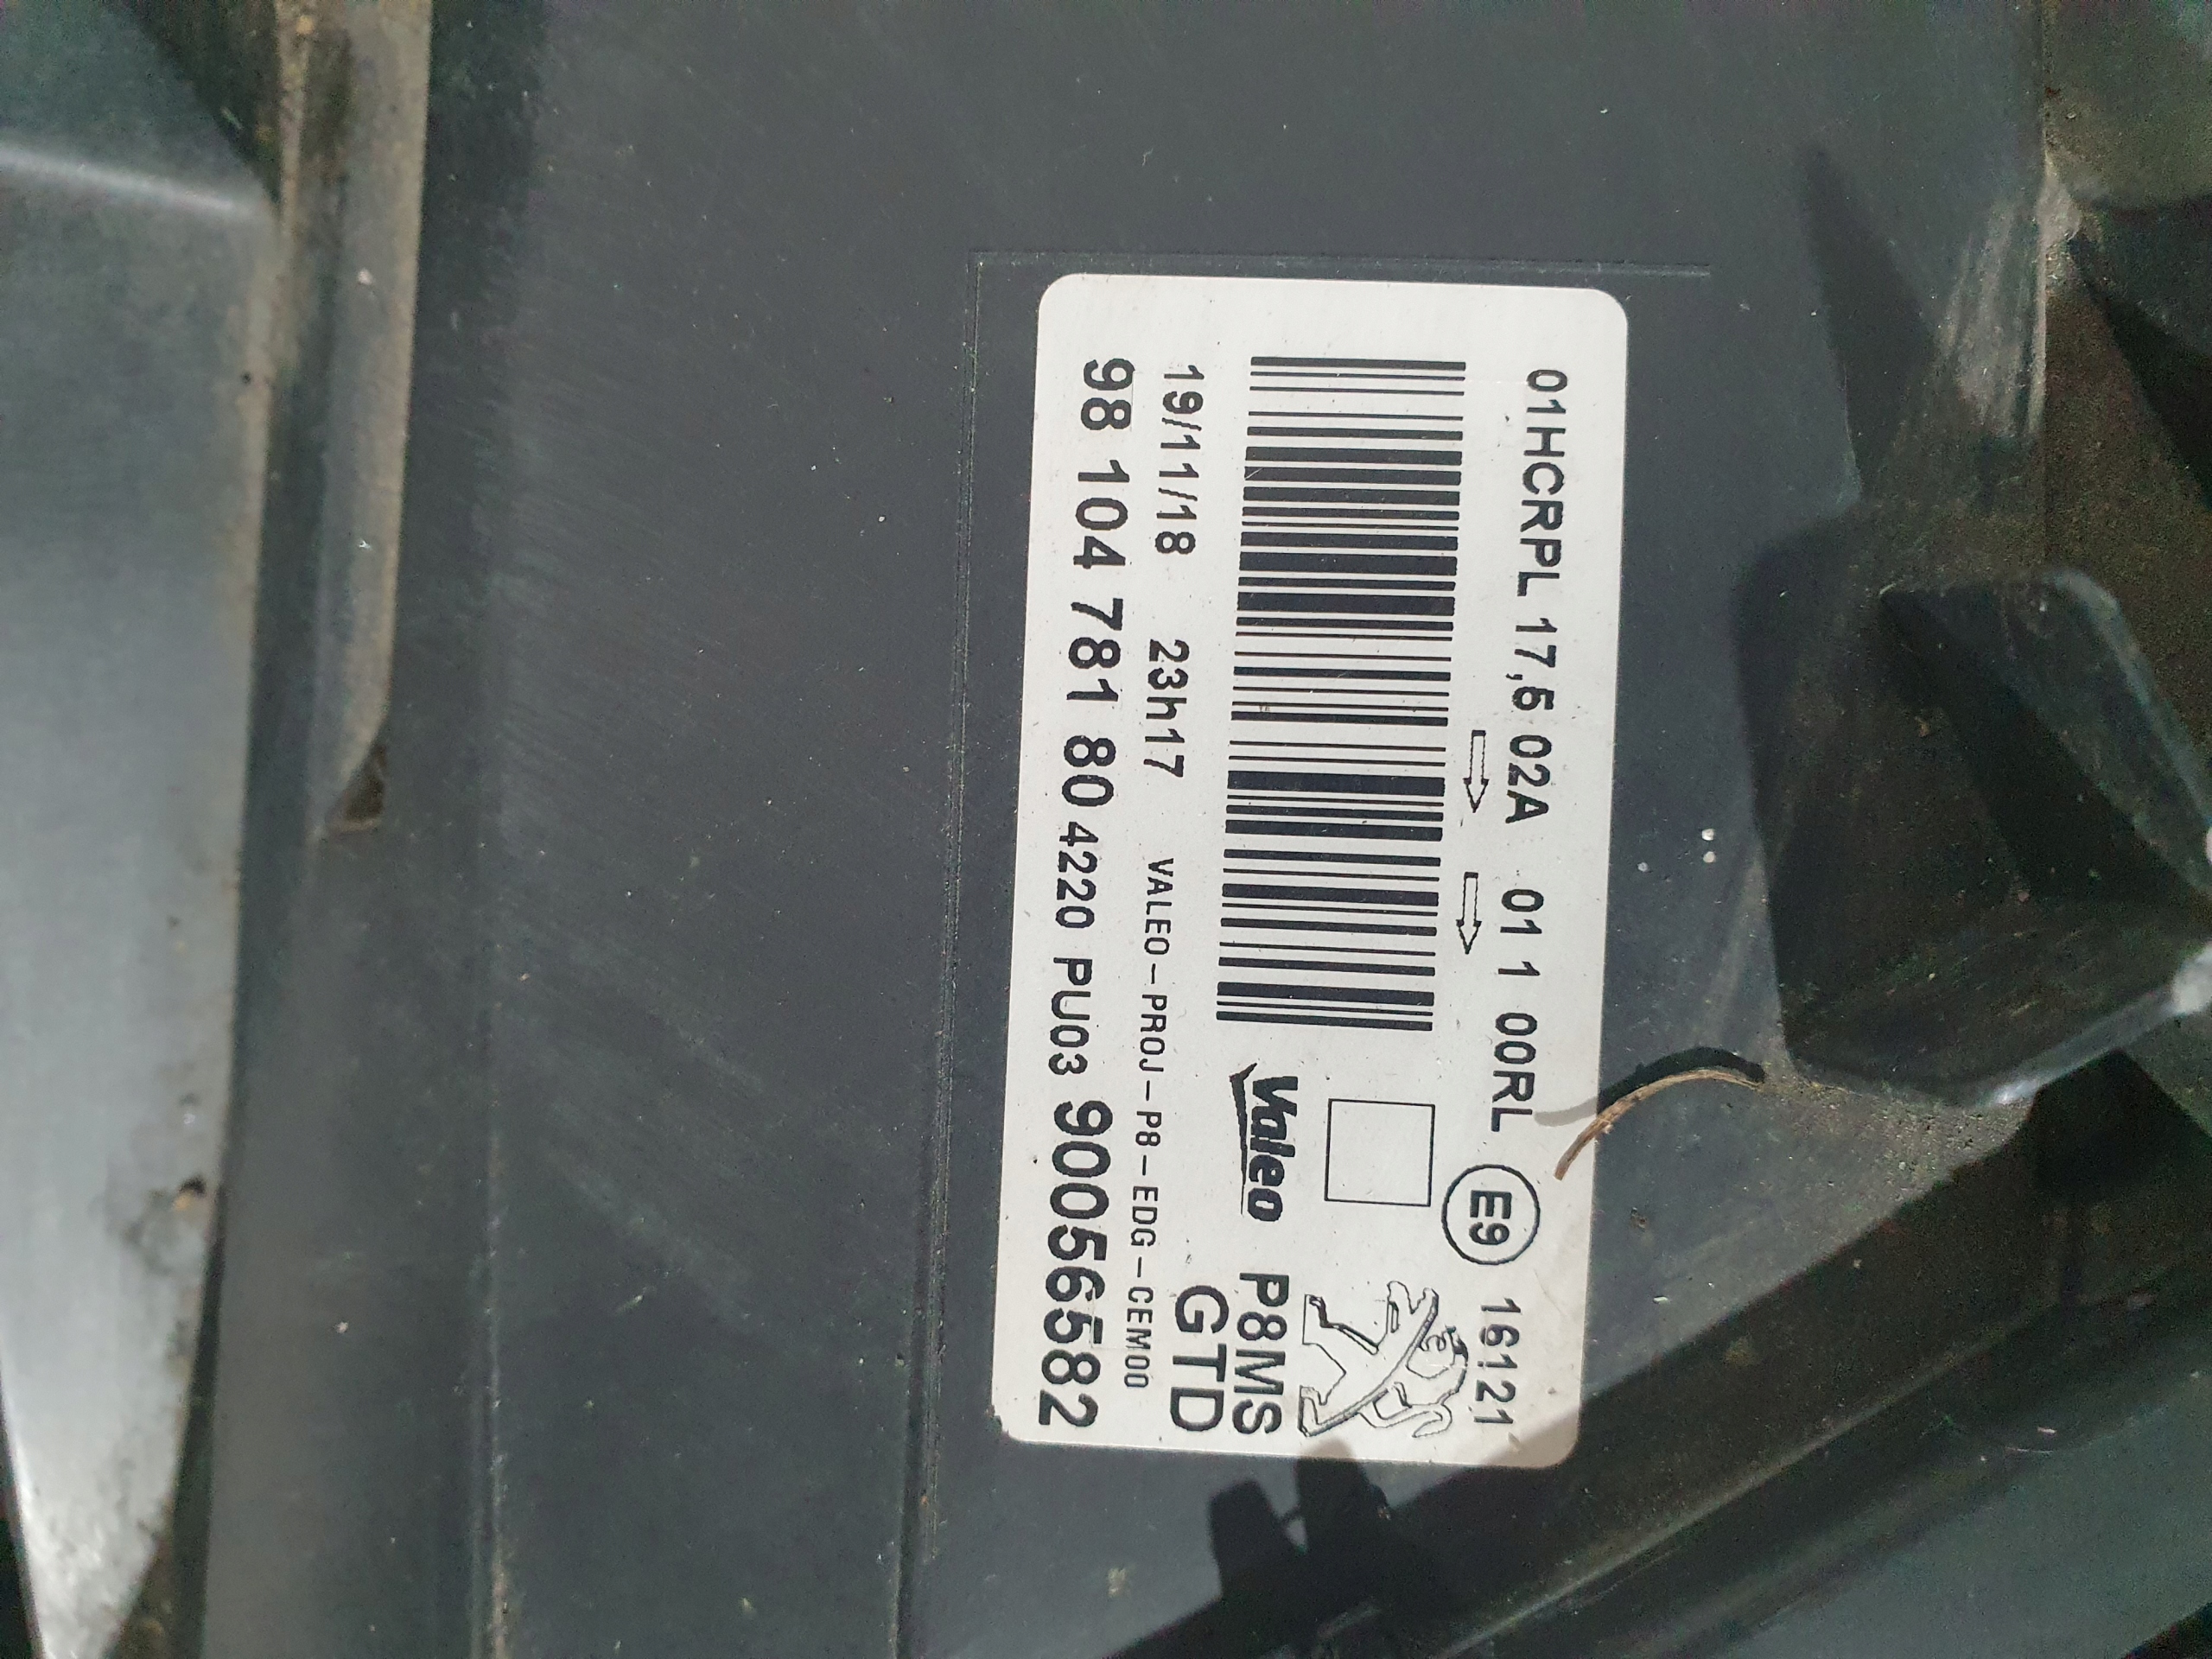 01HCRPL 17,5 02A 01 1 00RL E9 16121
Valeo P8MS
GTD
19/11/18 23h17 VALEO-PROJ-P8-EDG-CEM00
98 104 781 80 4220 PU03 90056582